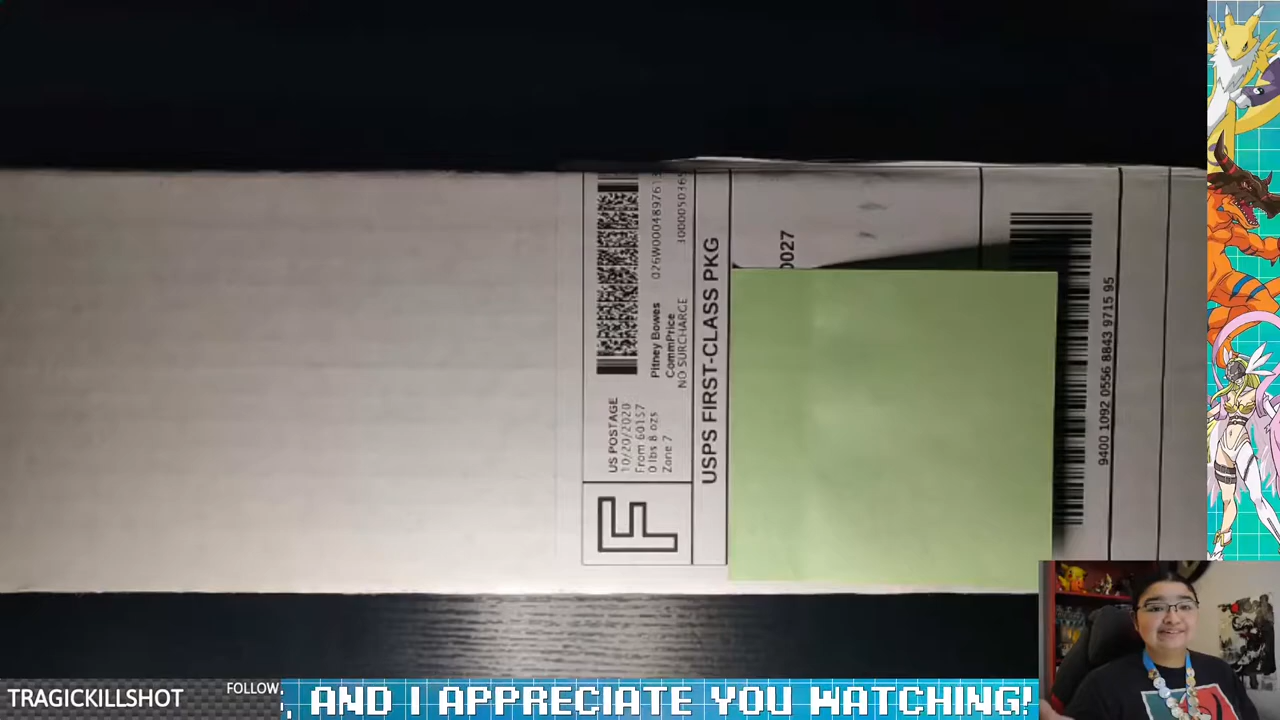 US POSTAGE
10/20/2020
From 60157
0 lbs 8 ozs
Zone 7
Pitney Bowes
CommPrice
NO SURCHARGE
026W0004897613
F
USPS FIRST-CLASS PKG
0027
9400 1092 0556 8843 9715 95
TRAGICKILLSHOT
FOLLOW
, AND I APPRECIATE YOU WATCHING!